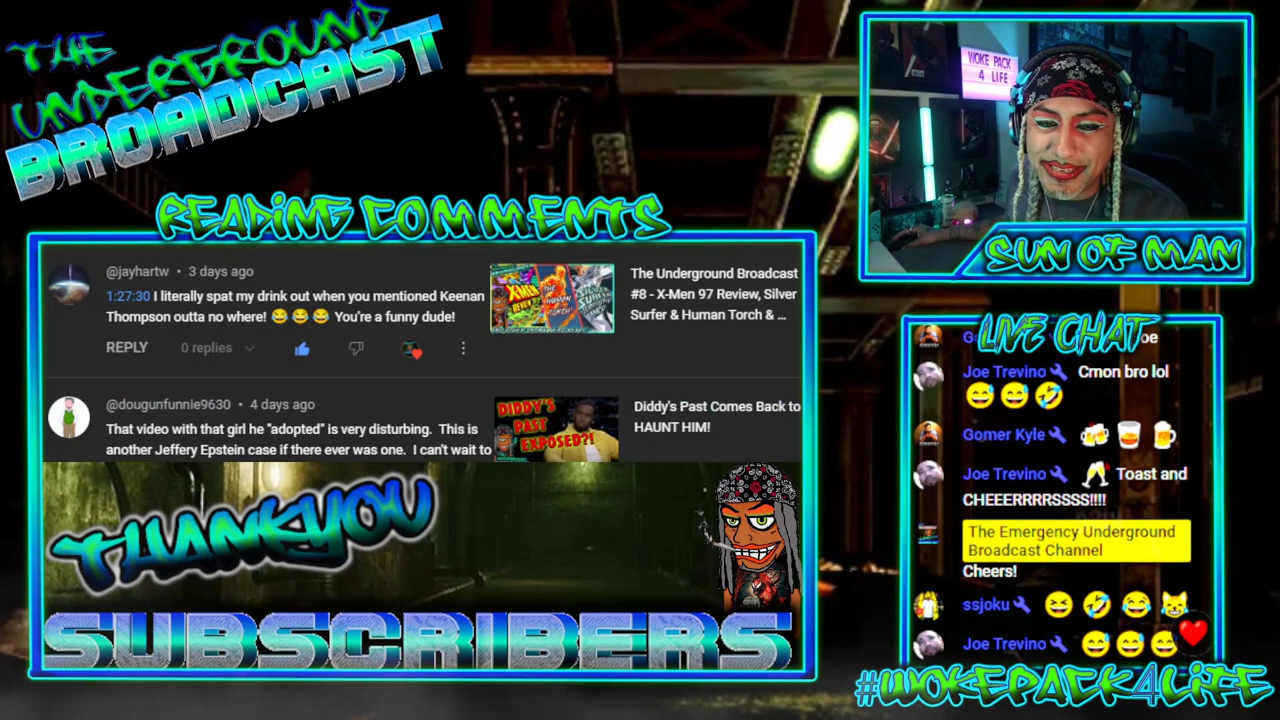 THE
UNDERGROUND
BROADCAST
READING COMMENTS
@jayhartw • 3 days ago
1:27:30 I literally spat my drink out when you mentioned Keenan
Thompson outta no where! 😂 😂 😂 You're a funny dude!
REPLY 0 replies
The Underground Broadcast
#8 - X-Men 97 Review, Silver
Surfer & Human Torch & ...
@dougunfunnie9630 • 4 days ago
That video with that girl he "adopted" is very disturbing. This is
another Jeffery Epstein case if there ever was one. I can't wait to
DIDDY'S
PAST
EXPOSED?!
Diddy's Past Comes Back to
HAUNT HIM!
THANKYOU
SUBSCRIBERS
WOKE PACK
4 LIFE
SUN OF MAN
LIVE CHAT
Joe Trevino Cmon bro lol
😅 😅 🤣
Gomer Kyle 🍻 🥃 🍺
Joe Trevino 🥂 Toast and
CHEEERRRRSSSS!!!!
The Emergency Underground
Broadcast Channel
Cheers!
ssjoku 😆 🤣 😂 😹
Joe Trevino 😅 😅 😅
#WOKEPACK4LIFE